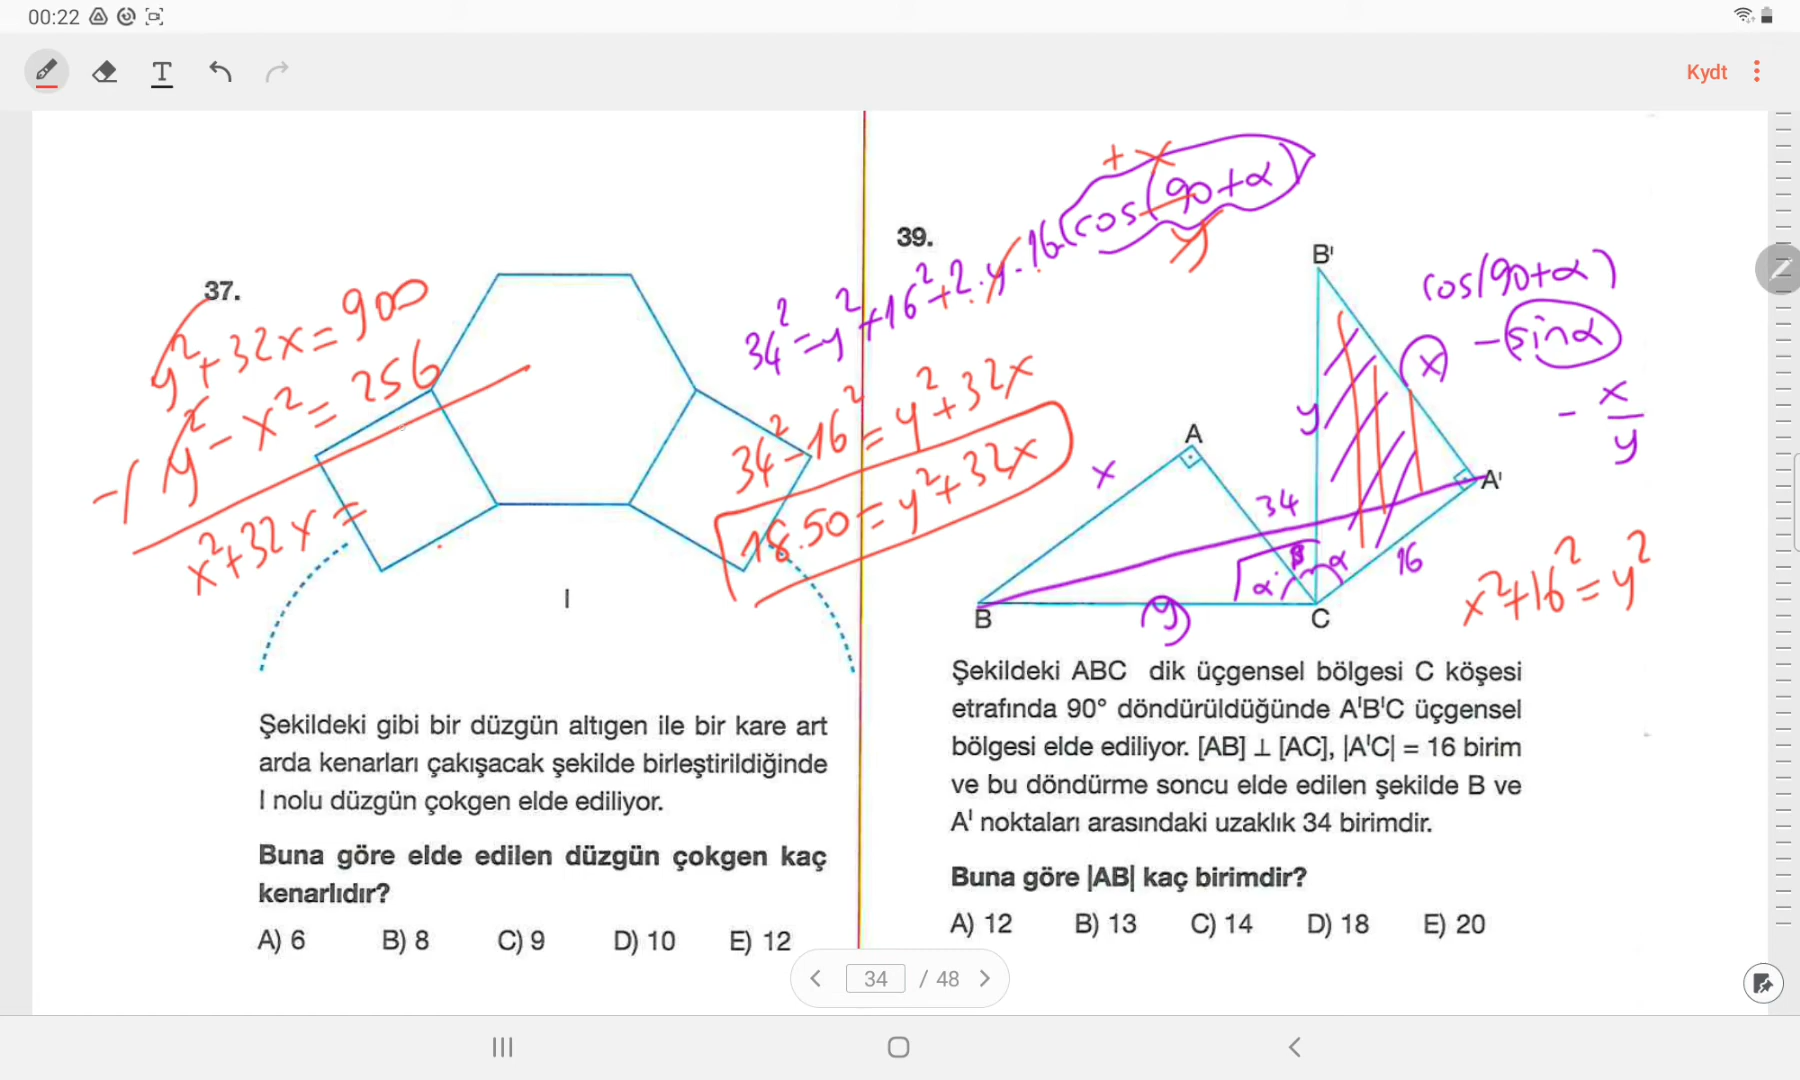 00:22
T
Kydt
37.
y² + 32x = 900
-/ y² - x² = 256
x² + 32x =
I
Şekildeki gibi bir düzgün altıgen ile bir kare art
arda kenarları çakışacak şekilde birleştirildiğinde
I nolu düzgün çokgen elde ediliyor.
Buna göre elde edilen düzgün çokgen kaç
kenarlıdır?
A) 6 B) 8 C) 9 D) 10 E) 12
39.
34² = y² + 16² + 2.y.16.(cos(90+α)
+ x
y
34² - 16² = y² + 32x
18.50 = y² + 32x
B'
cos(90+α)
- sinα
- x/y
x
y
A
x
34
A'
16
α β α
B
y
C
x² + 16² = y²
Şekildeki ABC dik üçgensel bölgesi C köşesi
etrafında 90° döndürüldüğünde A'B'C üçgensel
bölgesi elde ediliyor. [AB] ⊥ [AC], |A'C| = 16 birim
ve bu döndürme soncu elde edilen şekilde B ve
A' noktaları arasındaki uzaklık 34 birimdir.
Buna göre |AB| kaç birimdir?
A) 12 B) 13 C) 14 D) 18 E) 20
34 / 48